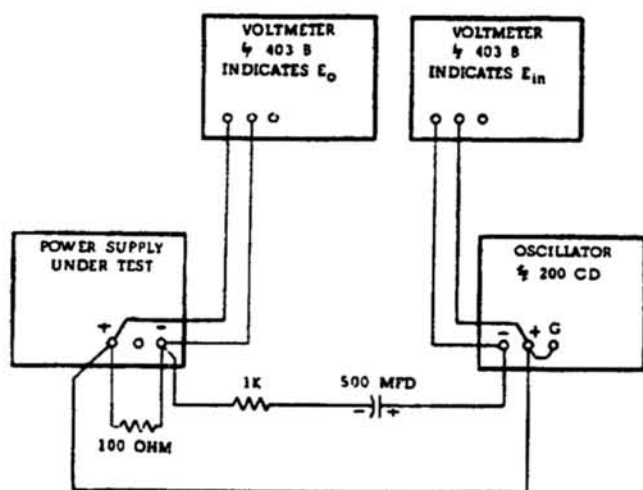 VOLTMETER
403 B
INDICATES Eo
VOLTMETER
403 B
INDICATES Ein
POWER SUPPLY
UNDER TEST
+ -
OSCILLATOR
200 CD
- + G
1K
500 MFD
- +
100 OHM